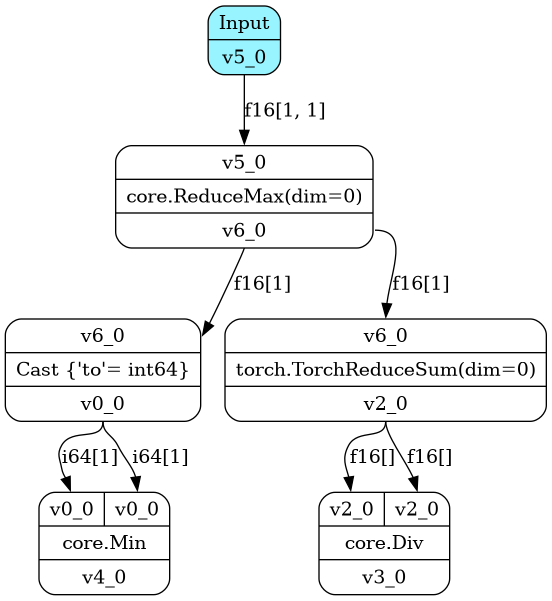 Input
v5_0
f16[1, 1]
v5_0
core.ReduceMax(dim=0)
v6_0
f16[1]
f16[1]
v6_0
Cast {'to'= int64}
v0_0
v6_0
torch.TorchReduceSum(dim=0)
v2_0
i64[1]
i64[1]
f16[]
f16[]
v0_0
v0_0
core.Min
v4_0
v2_0
v2_0
core.Div
v3_0